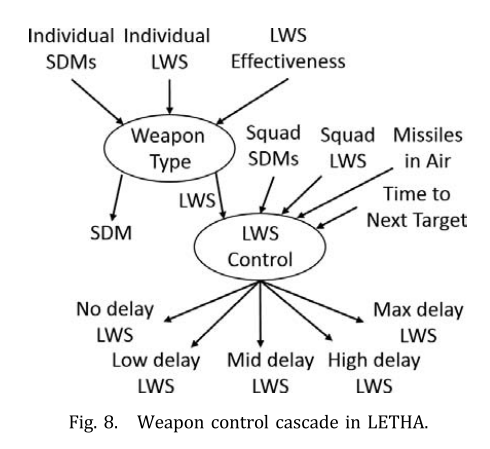 Individual Individual LWS
SDMs LWS Effectiveness
Weapon
Type
Squad Squad Missiles
SDMs LWS in Air
LWS
Time to
Next Target
SDM
LWS
Control
No delay
LWS
Max delay
LWS
Low delay Mid delay High delay
LWS LWS LWS
Fig. 8. Weapon control cascade in LETHA.